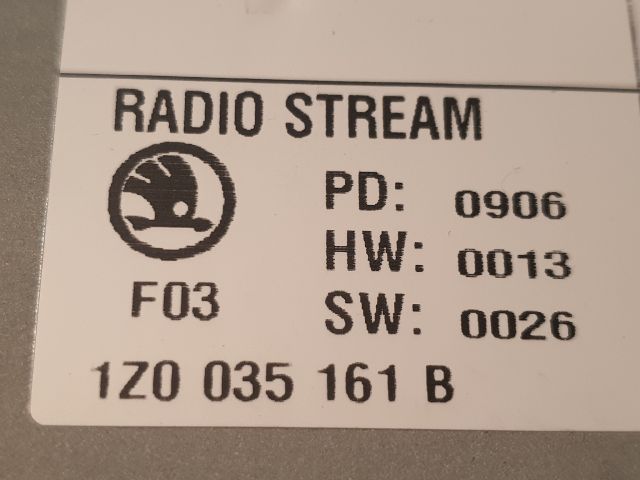 RADIO STREAM
PD: 0906
HW: 0013
F03
SW: 0026
1Z0 035 161 B